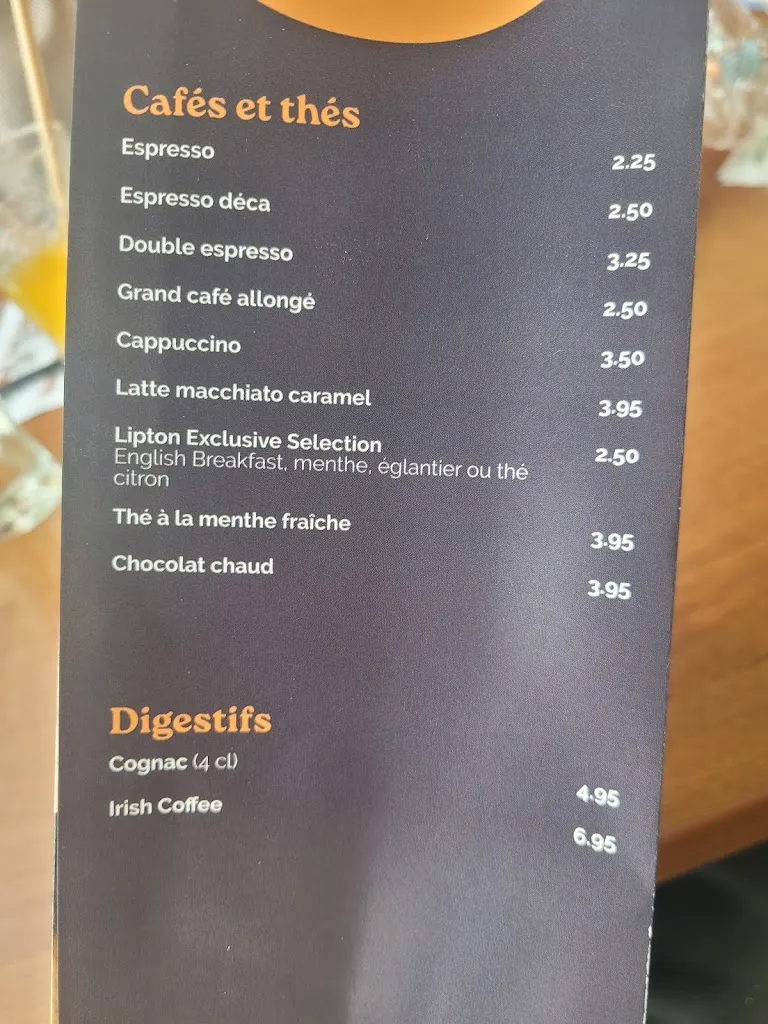 Cafés et thés
Espresso 2.25
Espresso déca 2.50
Double espresso 3.25
Grand café allongé 2.50
Cappuccino 3.50
Latte macchiato caramel 3.95
Lipton Exclusive Selection 2.50
English Breakfast, menthe, églantier ou thé
citron
Thé à la menthe fraîche 3.95
Chocolat chaud 3.95
Digestifs
Cognac (4 cl) 4.95
Irish Coffee 6.95